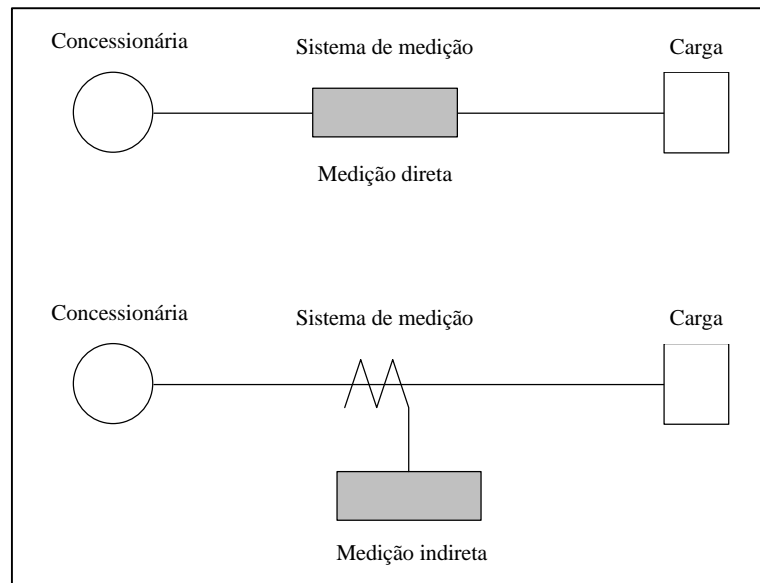 Concessionária Sistema de medição Carga
Medição direta
Concessionária Sistema de medição Carga
Medição indireta